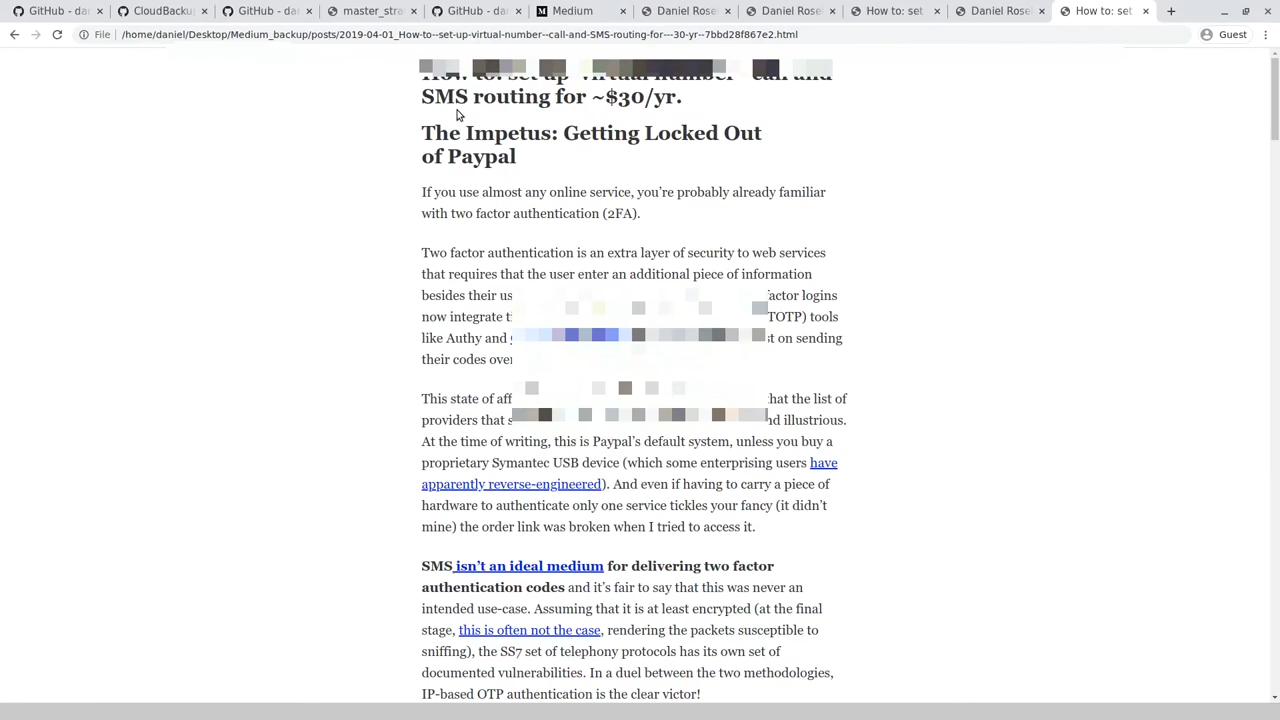 GitHub - da
CloudBackup
GitHub - da
master_stra
GitHub - da
Medium
Daniel Rose
Daniel Rose
How to: set
Daniel Rose
How to: set
File /home/daniel/Desktop/Medium_backup/posts/2019-04-01_How-to--set-up-virtual-number--call-and-SMS-routing-for---30-yr--7bbd28f867e2.html
Guest
SMS routing for ~$30/yr.
The Impetus: Getting Locked Out
of Paypal
If you use almost any online service, you’re probably already familiar
with two factor authentication (2FA).
Two factor authentication is an extra layer of security to web services
that requires that the user enter an additional piece of information
besides their factor logins
now integrate TOTP) tools
like Authy and on sending
their codes over
This state of that the list of
providers that illustrious.
At the time of writing, this is Paypal’s default system, unless you buy a
proprietary Symantec USB device (which some enterprising users have
apparently reverse-engineered). And even if having to carry a piece of
hardware to authenticate only one service tickles your fancy (it didn’t
mine) the order link was broken when I tried to access it.
SMS isn’t an ideal medium for delivering two factor
authentication codes and it’s fair to say that this was never an
intended use-case. Assuming that it is at least encrypted (at the final
stage, this is often not the case, rendering the packets susceptible to
sniffing), the SS7 set of telephony protocols has its own set of
documented vulnerabilities. In a duel between the two methodologies,
IP-based OTP authentication is the clear victor!